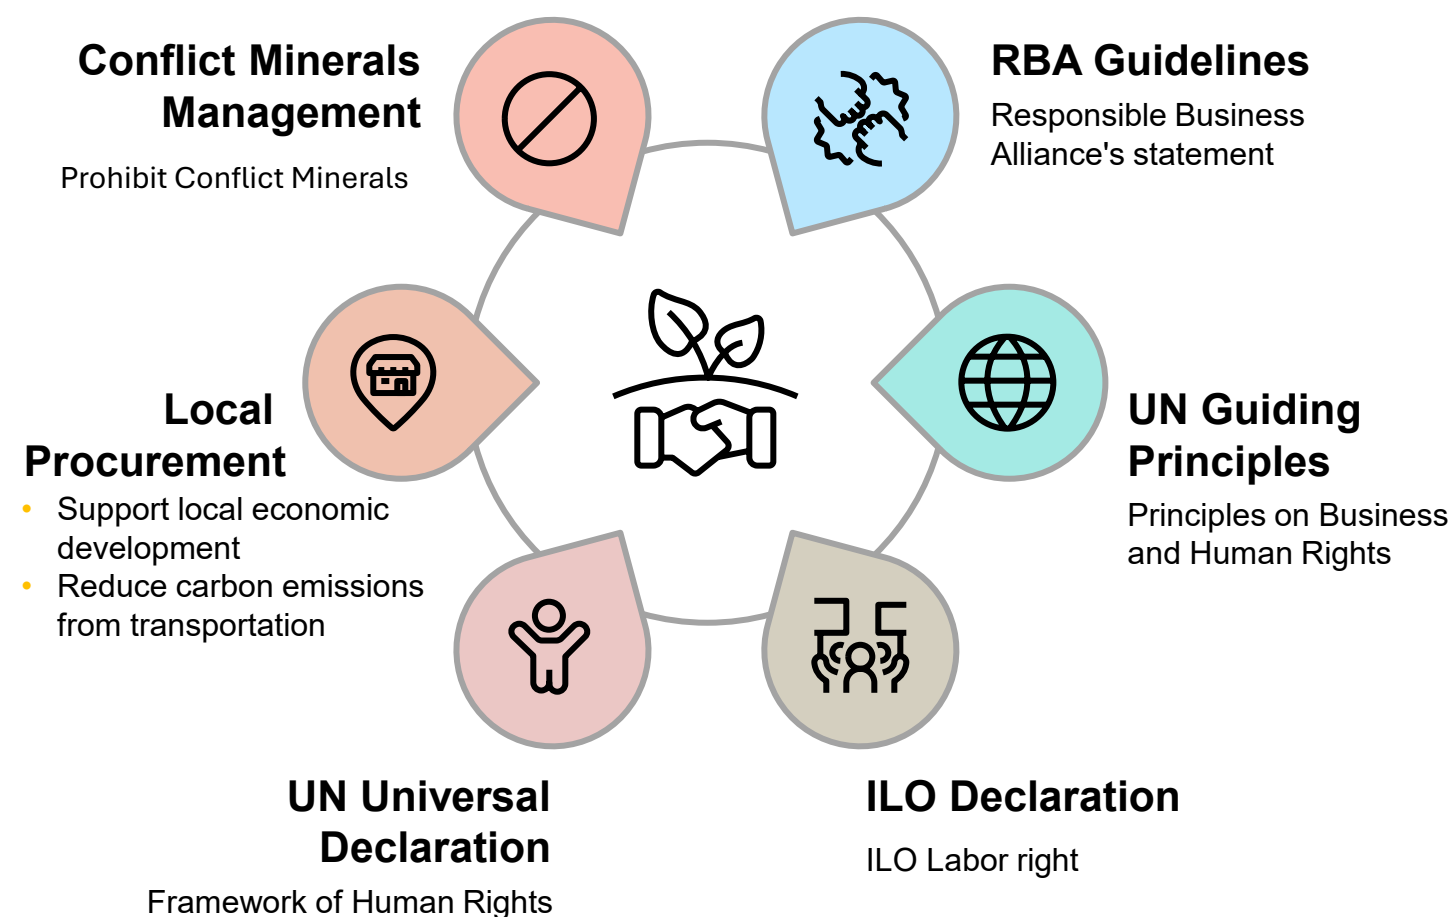 Conflict Minerals
Management
Prohibit Conflict Minerals
RBA Guidelines
Responsible Business
Alliance's statement
Local
Procurement
• Support local economic
development
• Reduce carbon emissions
from transportation
UN Guiding
Principles
Principles on Business
and Human Rights
UN Universal
Declaration
Framework of Human Rights
ILO Declaration
ILO Labor right